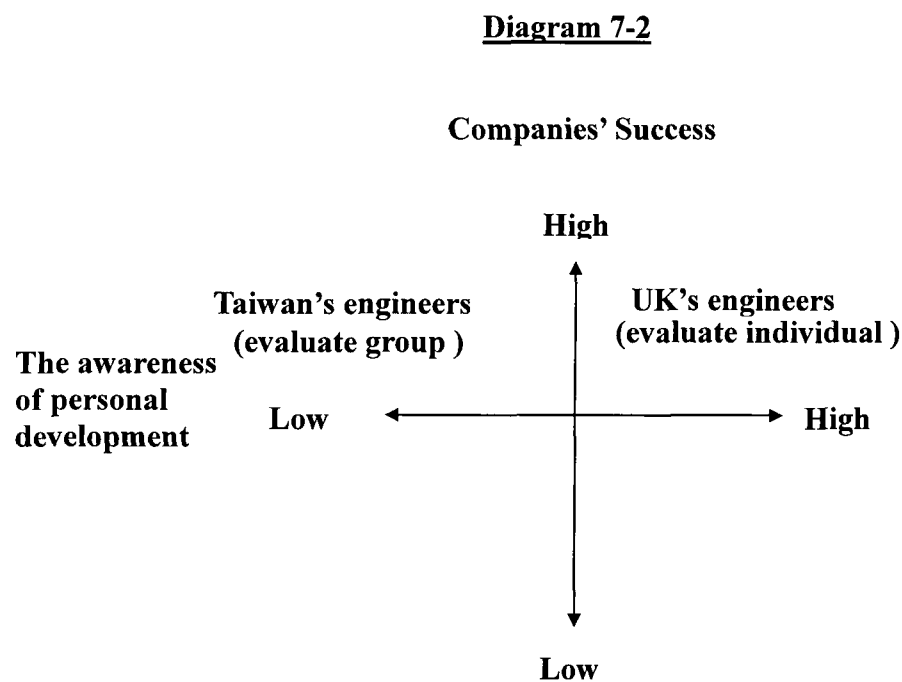 Diagram 7-2
Companies' Success
High
Taiwan's engineers
(evaluate group )
UK's engineers
(evaluate individual )
The awareness
of personal
development
Low
High
Low